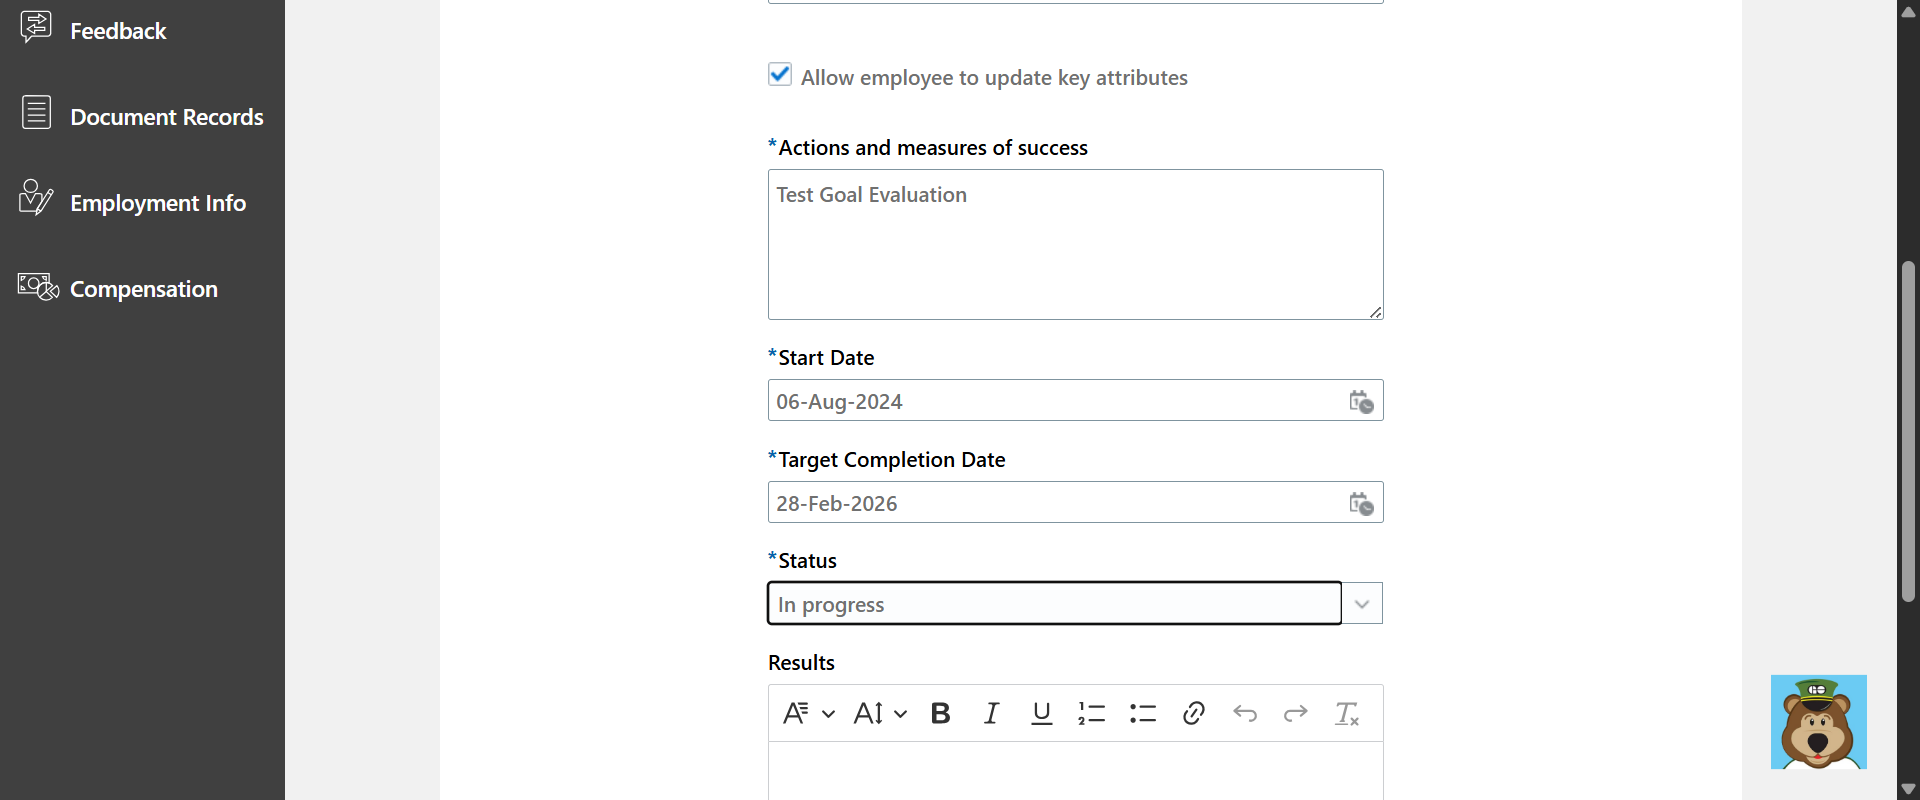 Feedback
Document Records
Employment Info
Compensation
Allow employee to update key attributes
*Actions and measures of success
Test Goal Evaluation
*Start Date
06-Aug-2024
*Target Completion Date
28-Feb-2026
*Status
In progress
Results